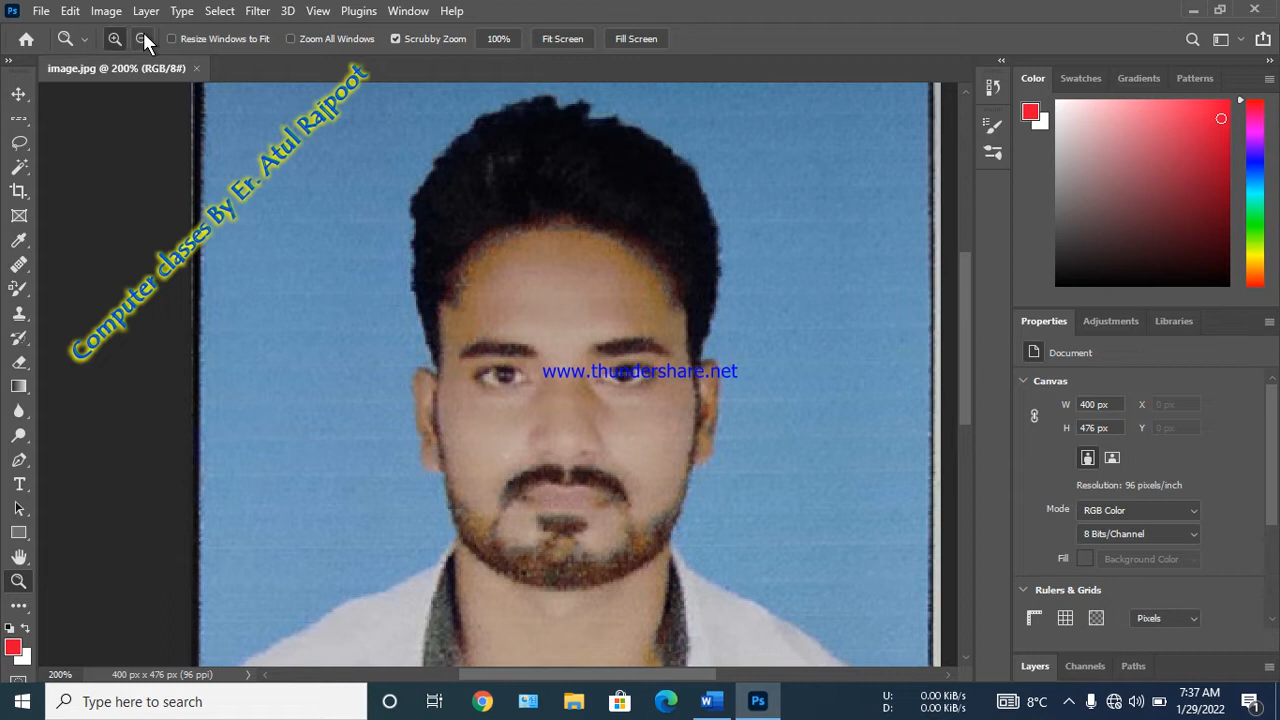 File Edit Image Layer Type Select Filter 3D View Plugins Window Help
Resize Windows to Fit Zoom All Windows Scrubby Zoom 100% Fit Screen Fill Screen
image.jpg @ 200% (RGB/8#)
Computer classes By Er. Atul Rajpoot
www.thundershare.net
Color Swatches Gradients Patterns
Properties Adjustments Libraries
Document
Canvas
W 400 px X 0 px
H 476 px Y 0 px
Resolution: 96 pixels/inch
Mode RGB Color
8 Bits/Channel
Fill Background Color
Rulers & Grids
Pixels
Layers Channels Paths
200% 400 px x 476 px (96 ppi)
Type here to search
U: 0.00 KiB/s
D: 0.00 KiB/s
8°C
7:37 AM
1/29/2022